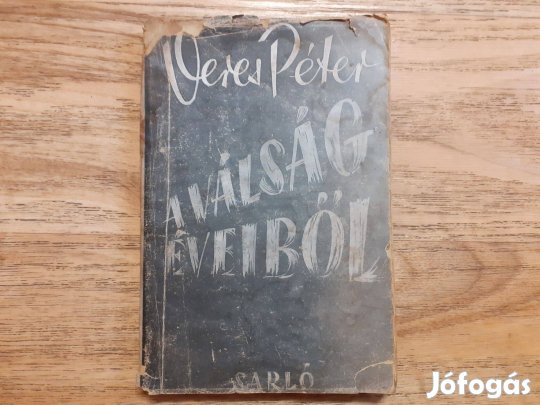 Veres Péter
A VÁLSÁG
ÉVEIBŐL
SARLÓ
Jófogás